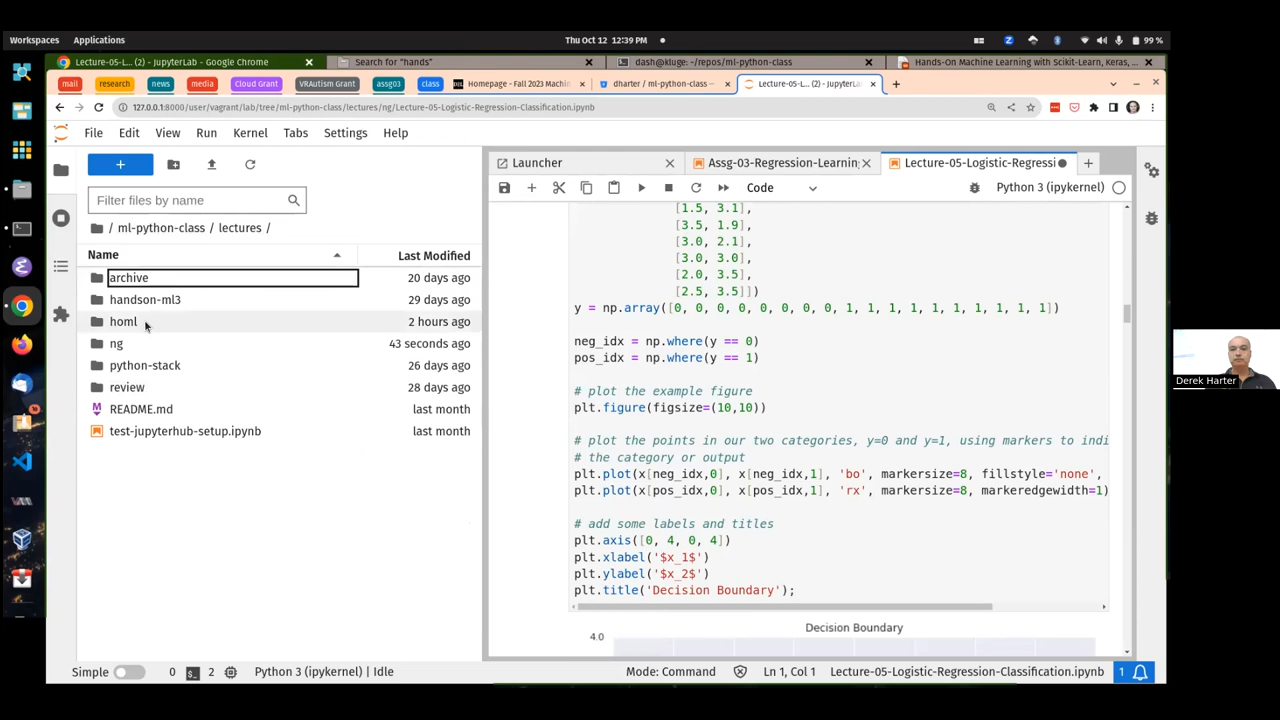 Workspaces Applications Thu Oct 12 12:39 PM 99 %
Lecture-05-L... (2) - JupyterLab - Google Chrome Search for "hands" dash@kluge: ~/repos/ml-python-class Hands-On Machine Learning with Scikit-Learn, Keras, ...
mail research news media Cloud Grant VRAutism Grant assg03 class Homepage - Fall 2023 Machin dharter / ml-python-class — Lecture-05-L... (2) - JupyterLab
127.0.0.1:8000/user/vagrant/lab/tree/ml-python-class/lectures/ng/Lecture-05-Logistic-Regression-Classification.ipynb
File Edit View Run Kernel Tabs Settings Help
Launcher Assg-03-Regression-Learning Lecture-05-Logistic-Regressi
Code Python 3 (ipykernel)
Filter files by name
/ ml-python-class / lectures /
Name Last Modified
archive 20 days ago
handson-ml3 29 days ago
homl 2 hours ago
ng 43 seconds ago
python-stack 26 days ago
review 28 days ago
README.md last month
test-jupyterhub-setup.ipynb last month
[1.5, 3.1],
[3.5, 1.9],
[3.0, 2.1],
[3.0, 3.0],
[2.0, 3.5],
[2.5, 3.5]])
y = np.array([0, 0, 0, 0, 0, 0, 0, 0, 1, 1, 1, 1, 1, 1, 1, 1, 1, 1])
neg_idx = np.where(y == 0)
pos_idx = np.where(y == 1)
# plot the example figure
plt.figure(figsize=(10,10))
# plot the points in our two categories, y=0 and y=1, using markers to indi
# the category or output
plt.plot(x[neg_idx,0], x[neg_idx,1], 'bo', markersize=8, fillstyle='none',
plt.plot(x[pos_idx,0], x[pos_idx,1], 'rx', markersize=8, markeredgewidth=1)
# add some labels and titles
plt.axis([0, 4, 0, 4])
plt.xlabel('$x_1$')
plt.ylabel('$x_2$')
plt.title('Decision Boundary');
Decision Boundary
4.0
Derek Harter
Simple 0 2 Python 3 (ipykernel) | Idle Mode: Command Ln 1, Col 1 Lecture-05-Logistic-Regression-Classification.ipynb 1